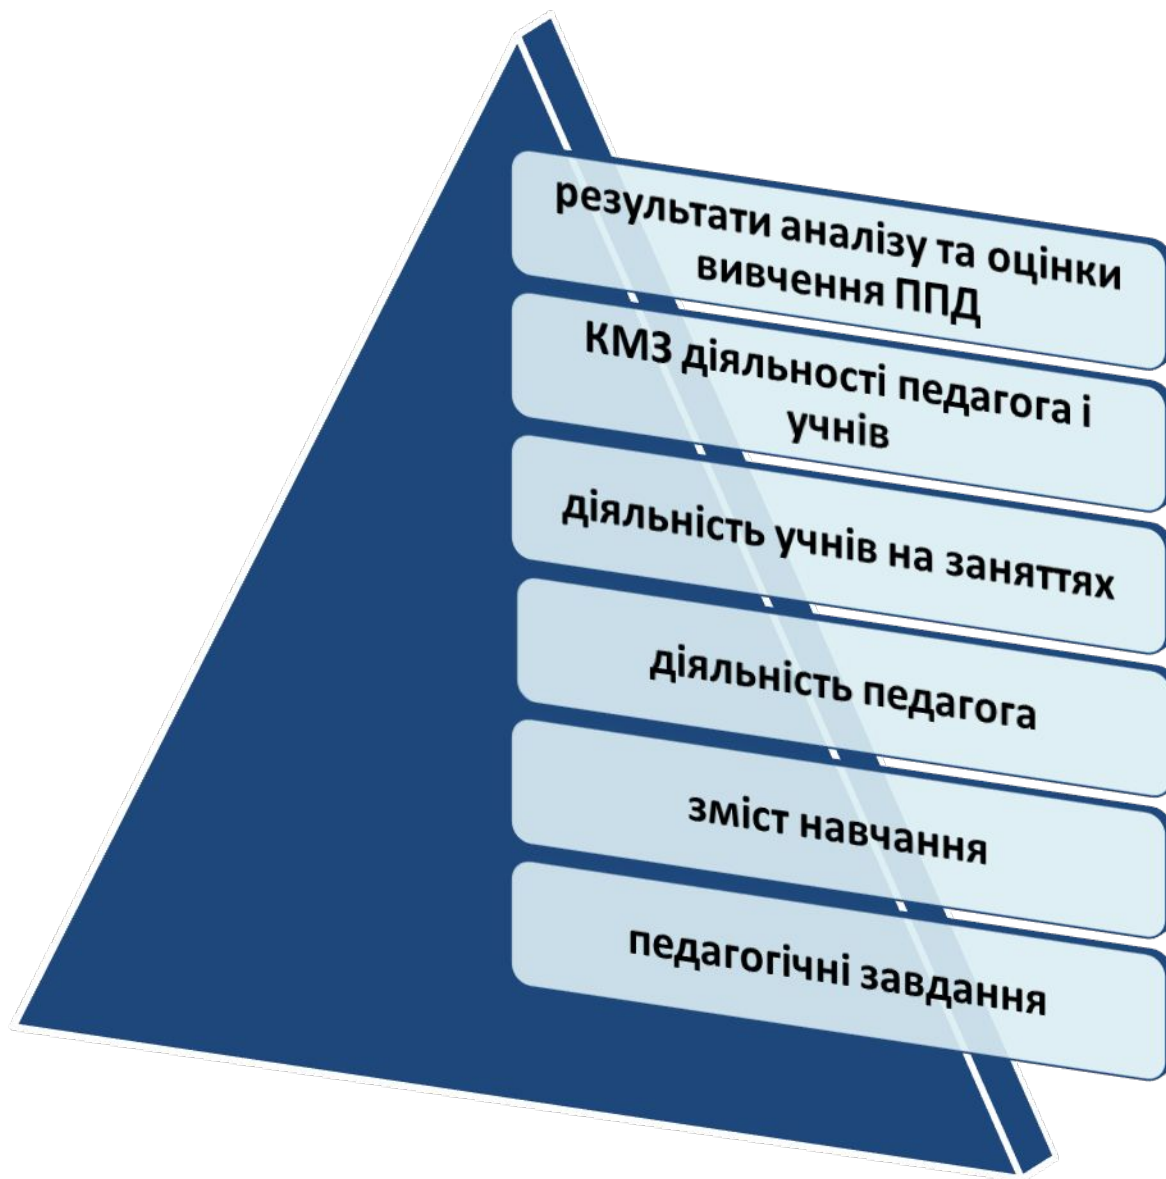 результати аналізу та оцінки
вивчення ППД
КМЗ діяльності педагога і
учнів
діяльність учнів на заняттях
діяльність педагога
зміст навчання
педагогічні завдання